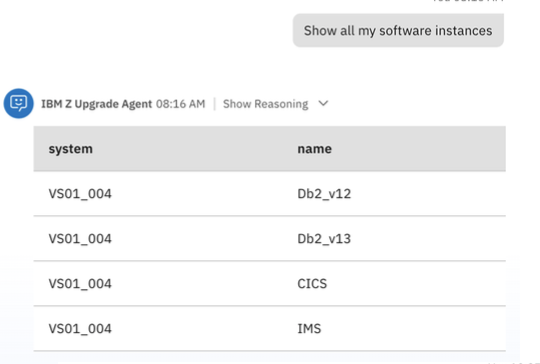 Show all my software instances
IBM Z Upgrade Agent 08:16 AM | Show Reasoning
system name
VS01_004 Db2_v12
VS01_004 Db2_v13
VS01_004 CICS
VS01_004 IMS